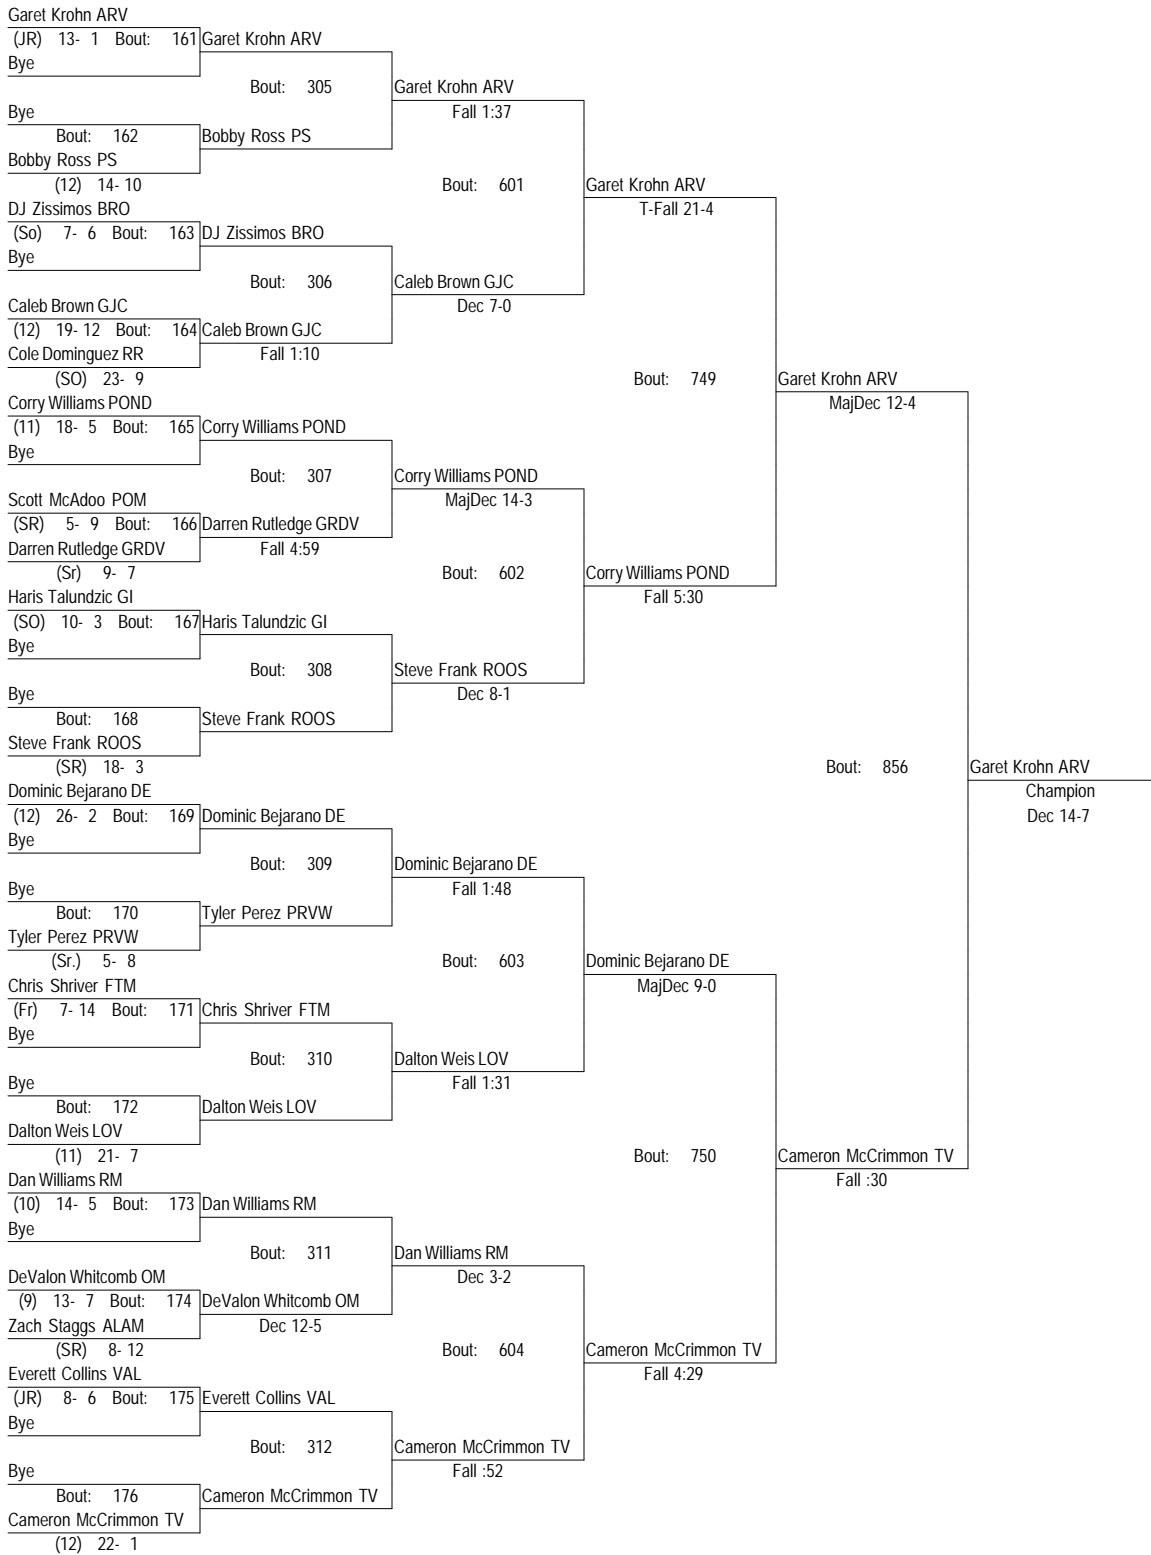 Garet Krohn ARV
(JR) 13- 1 Bout: 161 Garet Krohn ARV
Bye
Bout: 305 Garet Krohn ARV
Bye Fall 1:37
Bout: 162 Bobby Ross PS
Bobby Ross PS
(12) 14- 10 Bout: 601 Garet Krohn ARV
DJ Zissimos BRO T-Fall 21-4
(So) 7- 6 Bout: 163 DJ Zissimos BRO
Bye
Bout: 306 Caleb Brown GJC
Caleb Brown GJC Dec 7-0
(12) 19- 12 Bout: 164 Caleb Brown GJC
Cole Dominguez RR Fall 1:10
(SO) 23- 9 Bout: 749 Garet Krohn ARV
Corry Williams POND MajDec 12-4
(11) 18- 5 Bout: 165 Corry Williams POND
Bye
Bout: 307 Corry Williams POND
Scott McAdoo POM MajDec 14-3
(SR) 5- 9 Bout: 166 Darren Rutledge GRDV
Darren Rutledge GRDV Fall 4:59
(Sr) 9- 7 Bout: 602 Corry Williams POND
Haris Talundzic GI Fall 5:30
(SO) 10- 3 Bout: 167 Haris Talundzic GI
Bye
Bout: 308 Steve Frank ROOS
Bye Dec 8-1
Bout: 168 Steve Frank ROOS
Steve Frank ROOS
(SR) 18- 3 Bout: 856 Garet Krohn ARV
Dominic Bejarano DE Champion
(12) 26- 2 Bout: 169 Dominic Bejarano DE Dec 14-7
Bye
Bout: 309 Dominic Bejarano DE
Bye Fall 1:48
Bout: 170 Tyler Perez PRVW
Tyler Perez PRVW
(Sr.) 5- 8 Bout: 603 Dominic Bejarano DE
Chris Shriver FTM MajDec 9-0
(Fr) 7- 14 Bout: 171 Chris Shriver FTM
Bye
Bout: 310 Dalton Weis LOV
Bye Fall 1:31
Bout: 172 Dalton Weis LOV
Dalton Weis LOV
(11) 21- 7 Bout: 750 Cameron McCrimmon TV
Dan Williams RM Fall :30
(10) 14- 5 Bout: 173 Dan Williams RM
Bye
Bout: 311 Dan Williams RM
DeValon Whitcomb OM Dec 3-2
(9) 13- 7 Bout: 174 DeValon Whitcomb OM
Zach Staggs ALAM Dec 12-5
(SR) 8- 12 Bout: 604 Cameron McCrimmon TV
Everett Collins VAL Fall 4:29
(JR) 8- 6 Bout: 175 Everett Collins VAL
Bye
Bout: 312 Cameron McCrimmon TV
Bye Fall :52
Bout: 176 Cameron McCrimmon TV
Cameron McCrimmon TV
(12) 22- 1